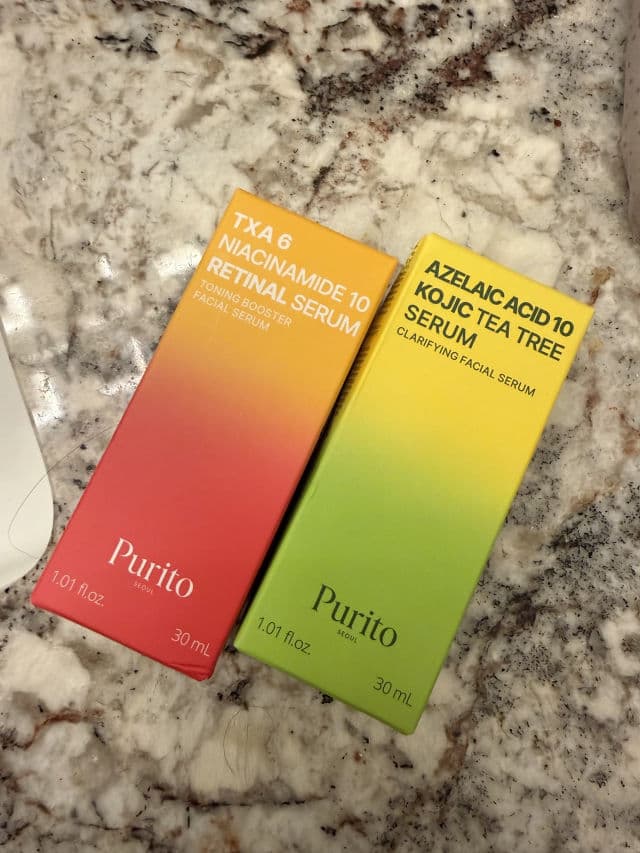 TXA 6
NIACINAMIDE 10
RETINAL SERUM
TONING BOOSTER
FACIAL SERUM
Purito
SEOUL
1.01 fl.oz.
30 mL
AZELAIC ACID 10
KOJIC TEA TREE
SERUM
CLARIFYING FACIAL SERUM
Purito
SEOUL
1.01 fl.oz.
30 mL